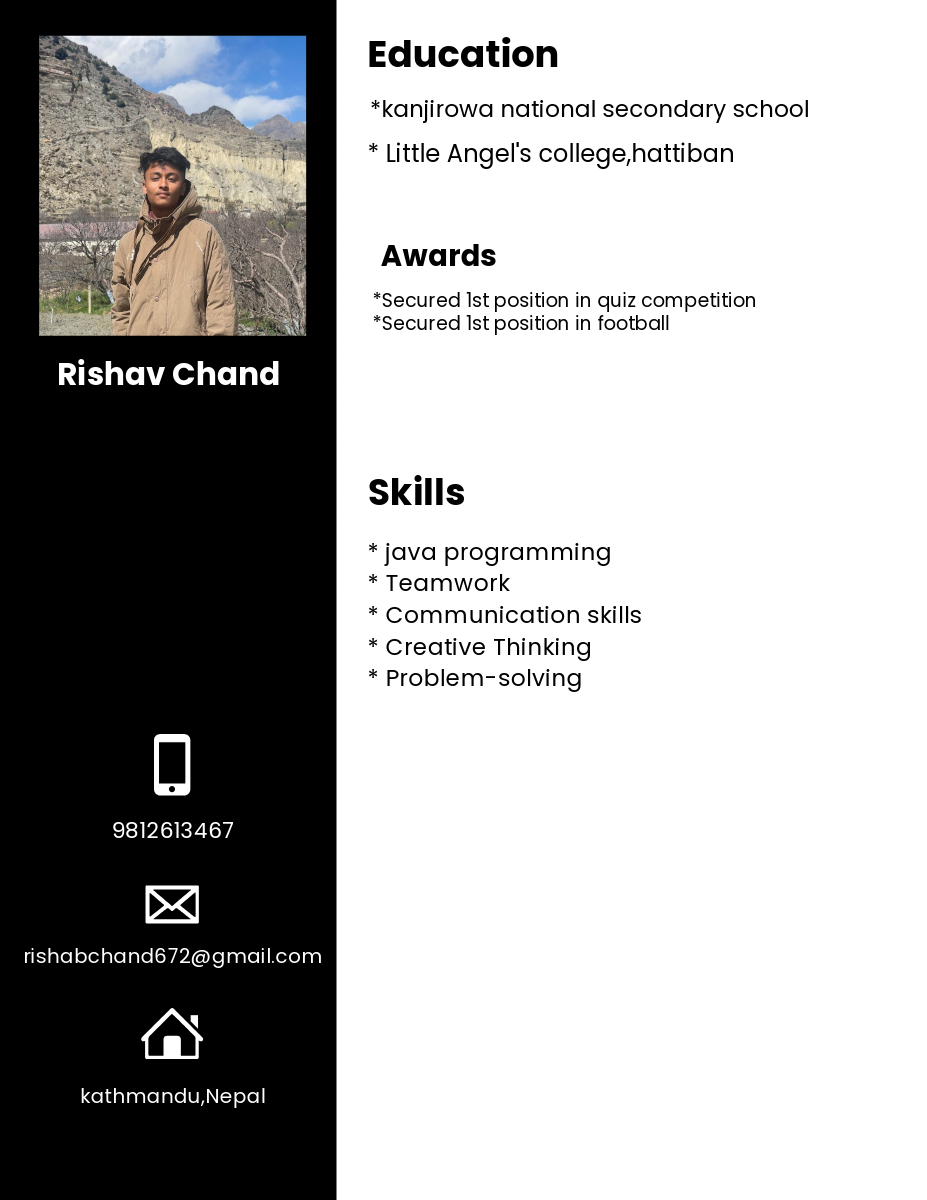 Rishav Chand
9812613467
rishabchand672@gmail.com
kathmandu,Nepal
Education
*kanjirowa national secondary school
* Little Angel's college,hattiban
Awards
*Secured 1st position in quiz competition
*Secured 1st position in football
Skills
* java programming
* Teamwork
* Communication skills
* Creative Thinking
* Problem-solving